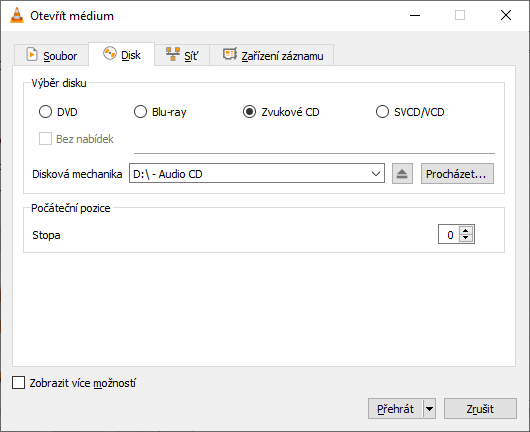 Otevřít médium
Soubor Disk Síť Zařízení záznamu
Výběr disku
DVD Blu-ray Zvukové CD SVCD/VCD
Bez nabídek
Disková mechanika D:\ - Audio CD Procházet...
Počáteční pozice
Stopa 0
Zobrazit více možností
Přehrát Zrušit